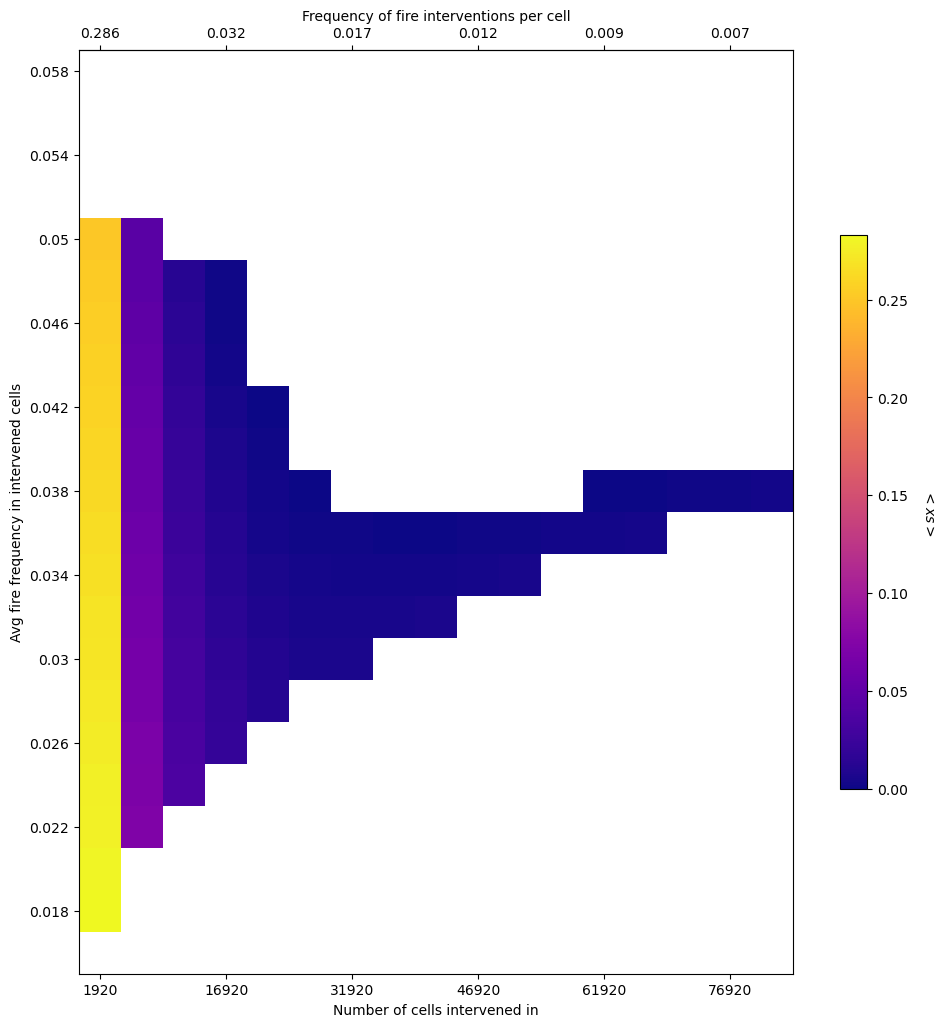 Frequency of fire interventions per cell
0.286 0.032 0.017 0.012 0.009 0.007
0.058
0.054
0.05
0.046
0.042
0.038
0.034
0.03
0.026
0.022
0.018
Avg fire frequency in intervened cells
1920 16920 31920 46920 61920 76920
Number of cells intervened in
0.25
0.20
0.15
0.10
0.05
0.00
< sx >